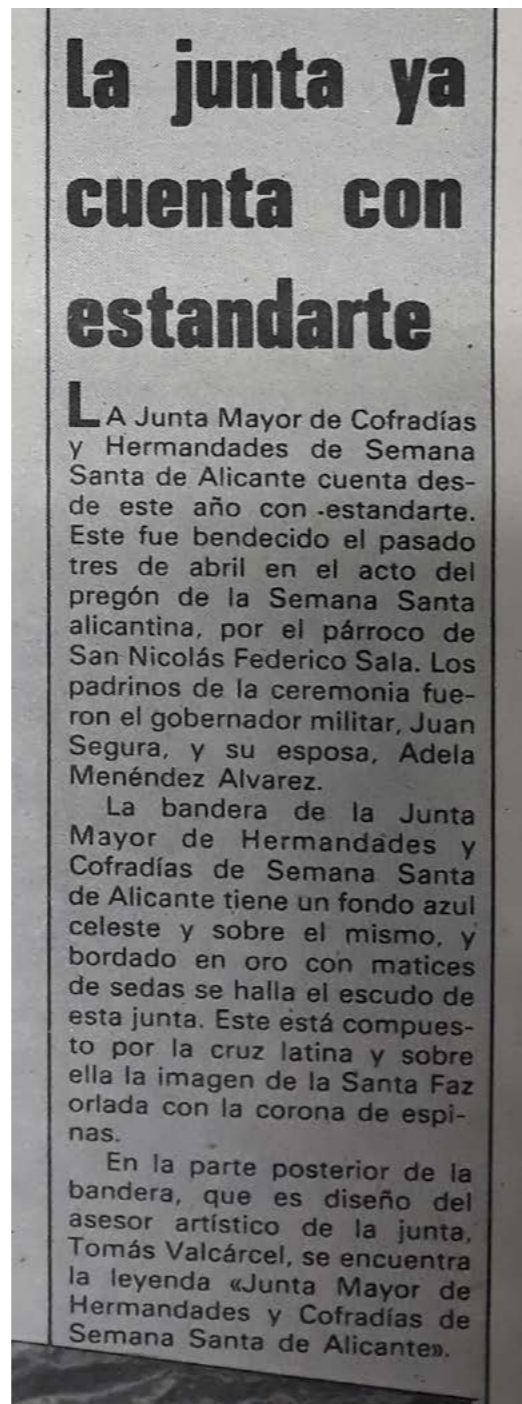 la junta ya
cuenta con
estandarte
LA Junta Mayor de Cofradías
y Hermandades de Semana
Santa de Alicante cuenta des-
de este año con -estandarte.
Este fue bendecido el pasado
tres de abril en el acto del
pregón de la Semana Santa
alicantina, por el párroco de
San Nicolás Federico Sala. Los
padrinos de la ceremonia fue-
ron el gobernador militar, Juan
Segura, y su esposa, Adela
Menéndez Alvarez.
La bandera de la Junta
Mayor de Hermandades y
Cofradías de Semana Santa
de Alicante tiene un fondo azul
celeste y sobre el mismo, y
bordado en oro con matices
de sedas se halla el escudo de
esta junta. Este está compues-
to por la cruz latina y sobre
ella la imagen de la Santa Faz
orlada con la corona de espi-
nas.
En la parte posterior de la
bandera, que es diseño del
asesor artístico de la junta,
Tomás Valcárcel, se encuentra
la leyenda «Junta Mayor de
Hermandades y Cofradías de
Semana Santa de Alicante».